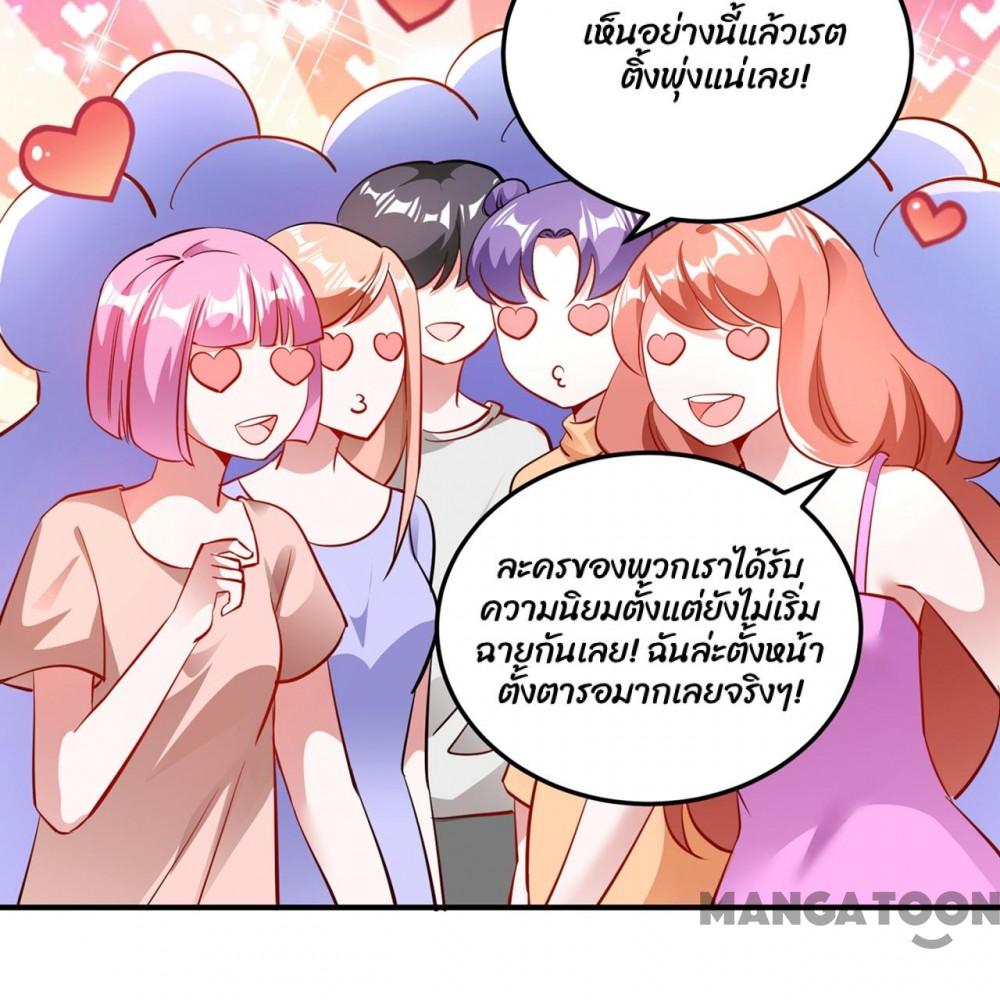 เห็นอย่างนี้แล้วเรต
ติ้งพุ่งแน่เลย!
ละครของพวกเราได้รับ
ความนิยมตั้งแต่ยังไม่เริ่ม
ฉายกันเลย! ฉันล่ะตั้งหน้า
ตั้งตารอมากเลยจริงๆ!
MANGATOON